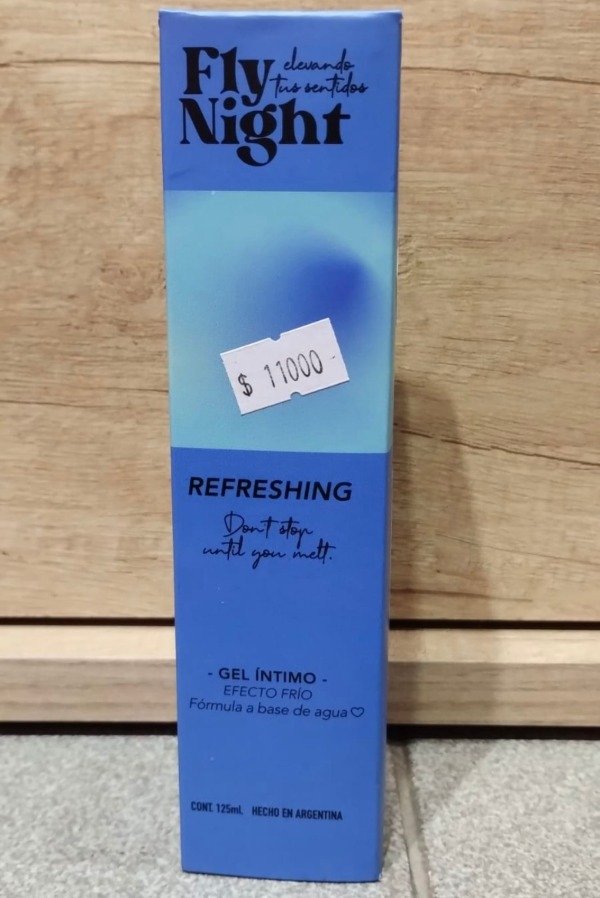 Fly
Night
elevando
tus sentidos
$ 11000
REFRESHING
Don't stop
until you melt.
- GEL ÍNTIMO -
EFECTO FRÍO
Fórmula a base de agua♡
CONT. 125ml. HECHO EN ARGENTINA